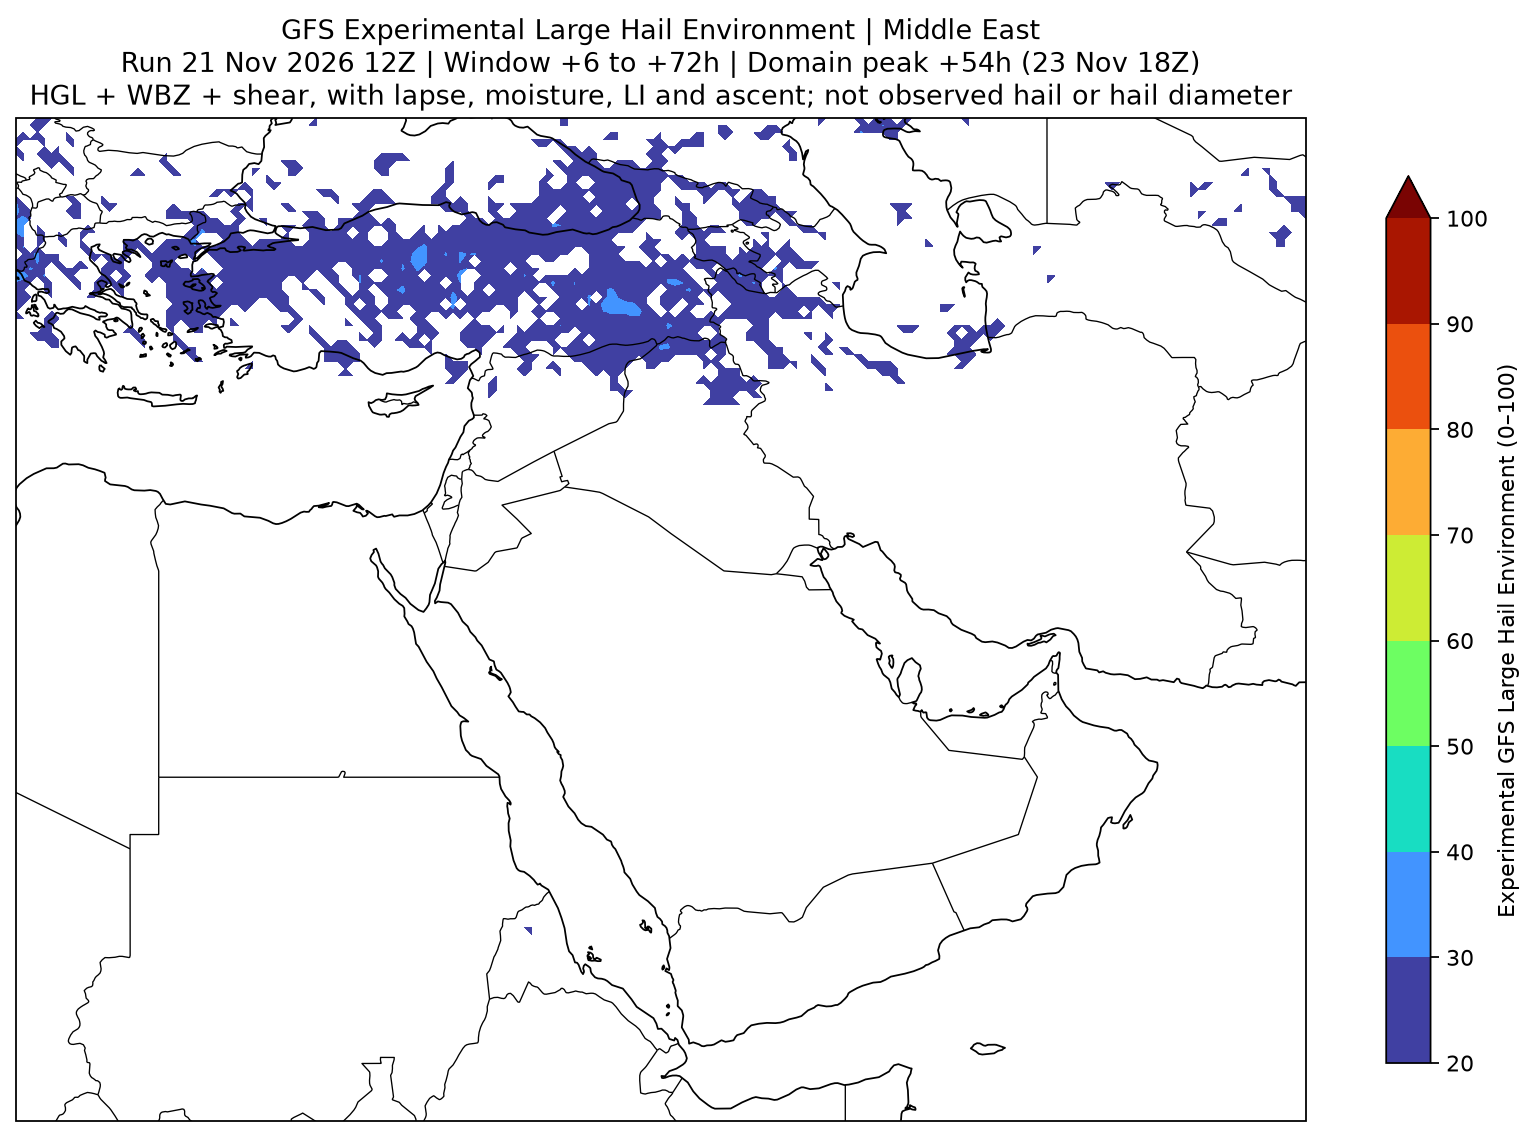 GFS Experimental Large Hail Environment | Middle East
Run 21 Nov 2026 12Z | Window +6 to +72h | Domain peak +54h (23 Nov 18Z)
HGL + WBZ + shear, with lapse, moisture, LI and ascent; not observed hail or hail diameter
100
90
80
70
60
50
40
30
20
Experimental GFS Large Hail Environment (0–100)